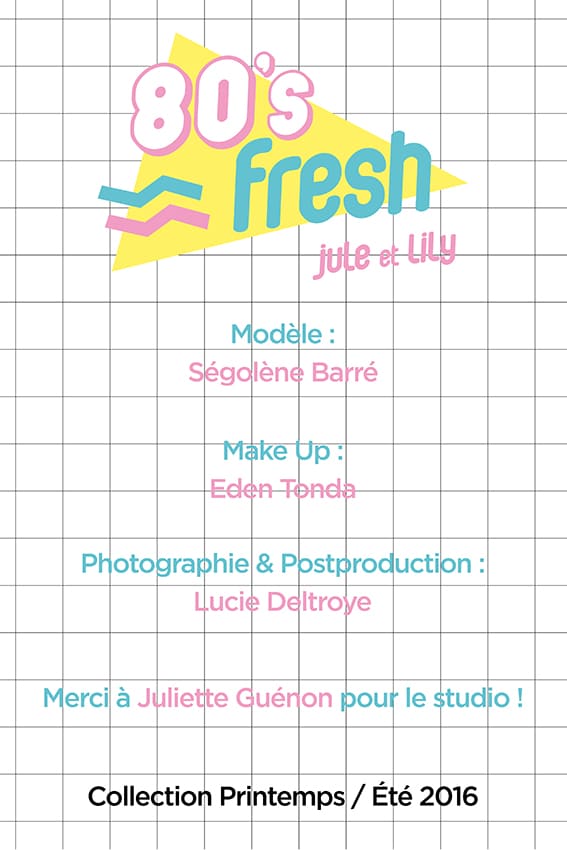 80's
fresh
jule et Lily
Modèle :
Ségolène Barré
Make Up :
Eden Tonda
Photographie & Postproduction :
Lucie Deltroye
Merci à Juliette Guénon pour le studio !
Collection Printemps / Été 2016